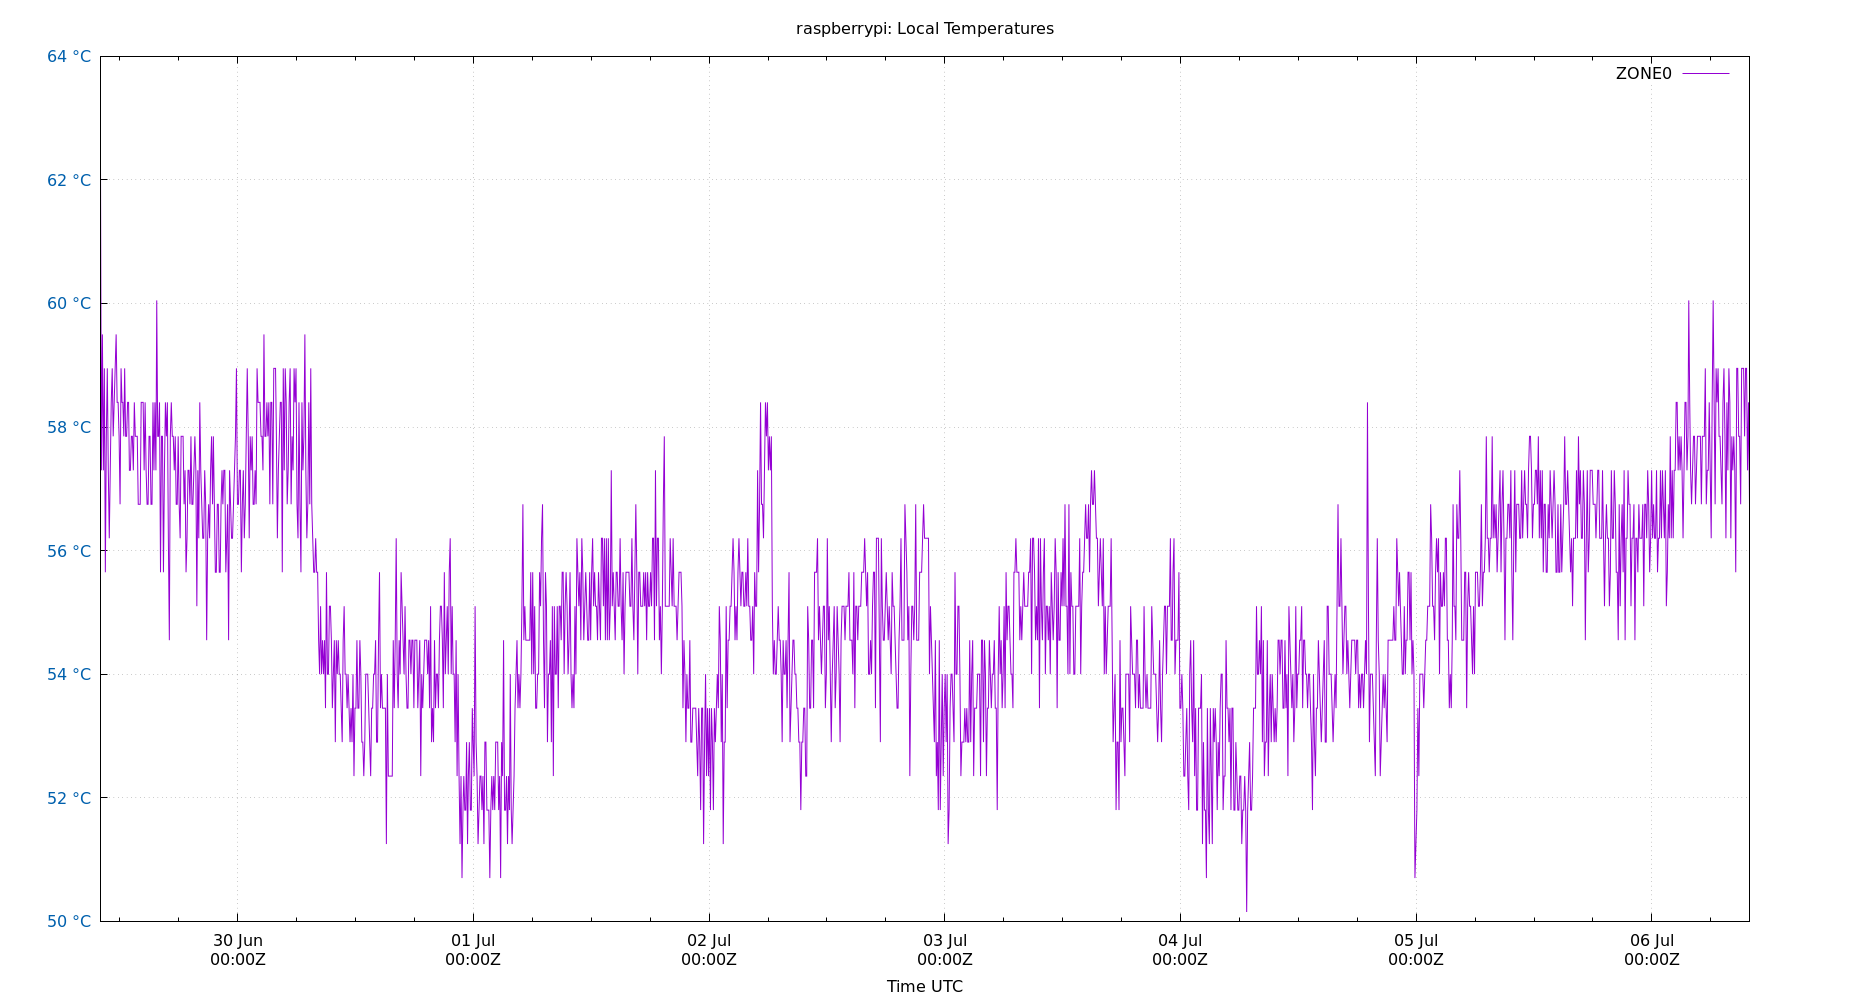 raspberrypi: Local Temperatures
64 °C
ZONE0
62 °C
60 °C
58 °C
56 °C
54 °C
52 °C
50 °C
30 Jun 01 Jul 02 Jul 03 Jul 04 Jul 05 Jul 06 Jul
00:00Z 00:00Z 00:00Z 00:00Z 00:00Z 00:00Z 00:00Z
Time UTC